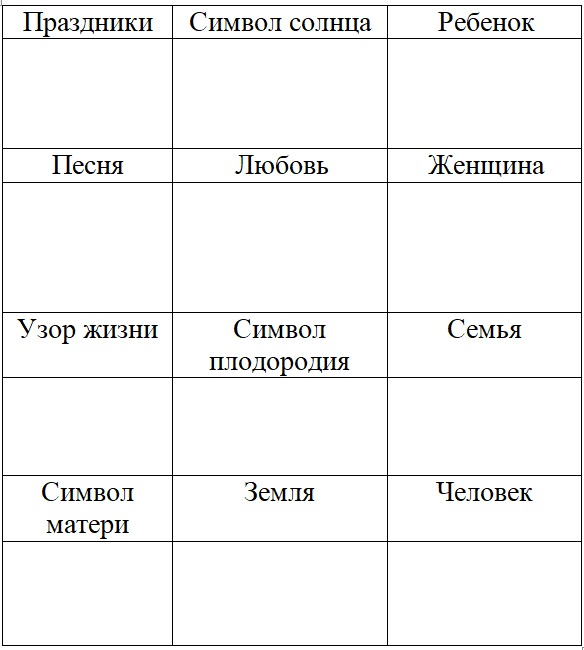 Праздники
Символ солнца
Ребенок
Песня
Любовь
Женщина
Узор жизни
Символ
плодородия
Семья
Символ
матери
Земля
Человек